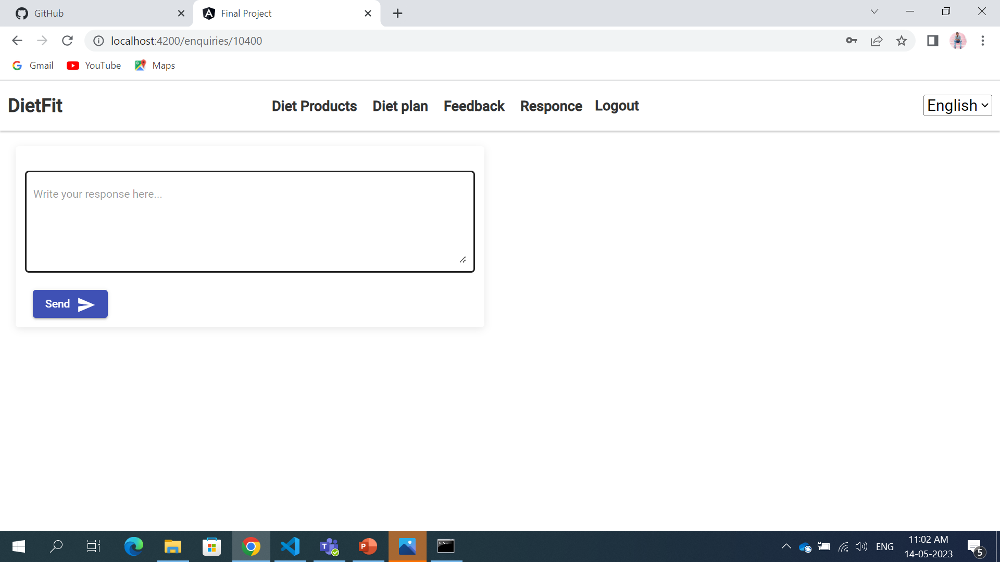 GitHub
Final Project
localhost:4200/enquiries/10400
Gmail
YouTube
Maps
DietFit
Diet Products
Diet plan
Feedback
Responce
Logout
English
Write your response here...
Send
ENG
11:02 AM
14-05-2023
5